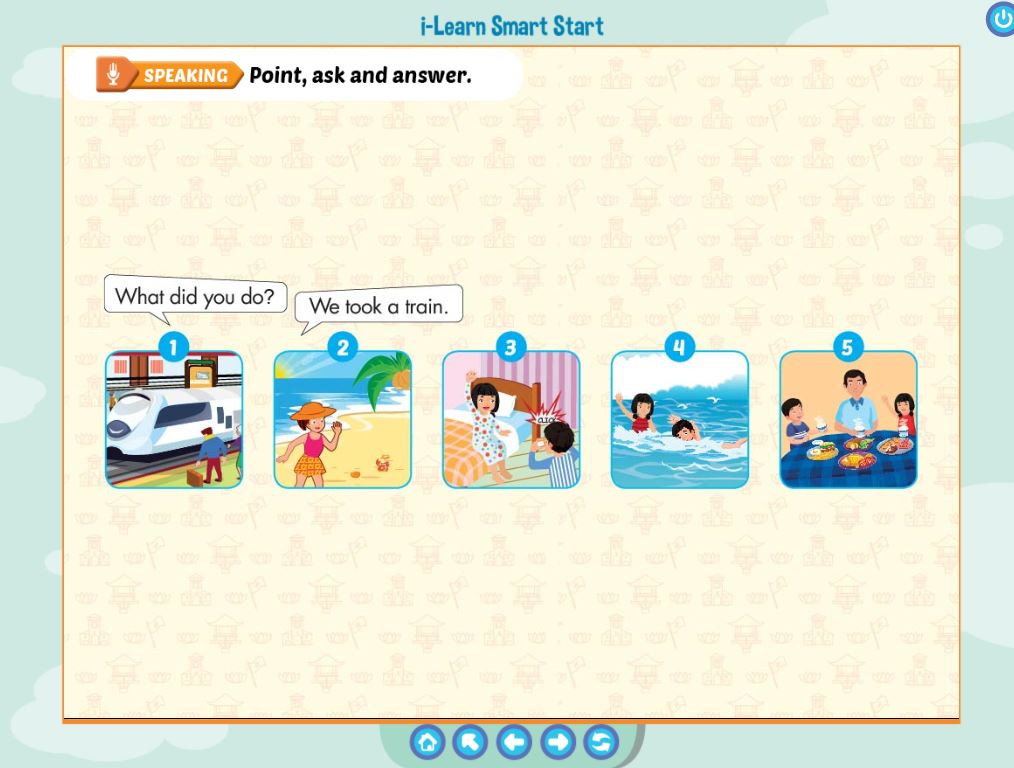 i-Learn Smart Start
SPEAKING Point, ask and answer.
What did you do?
We took a train.
1 2 3 4 5